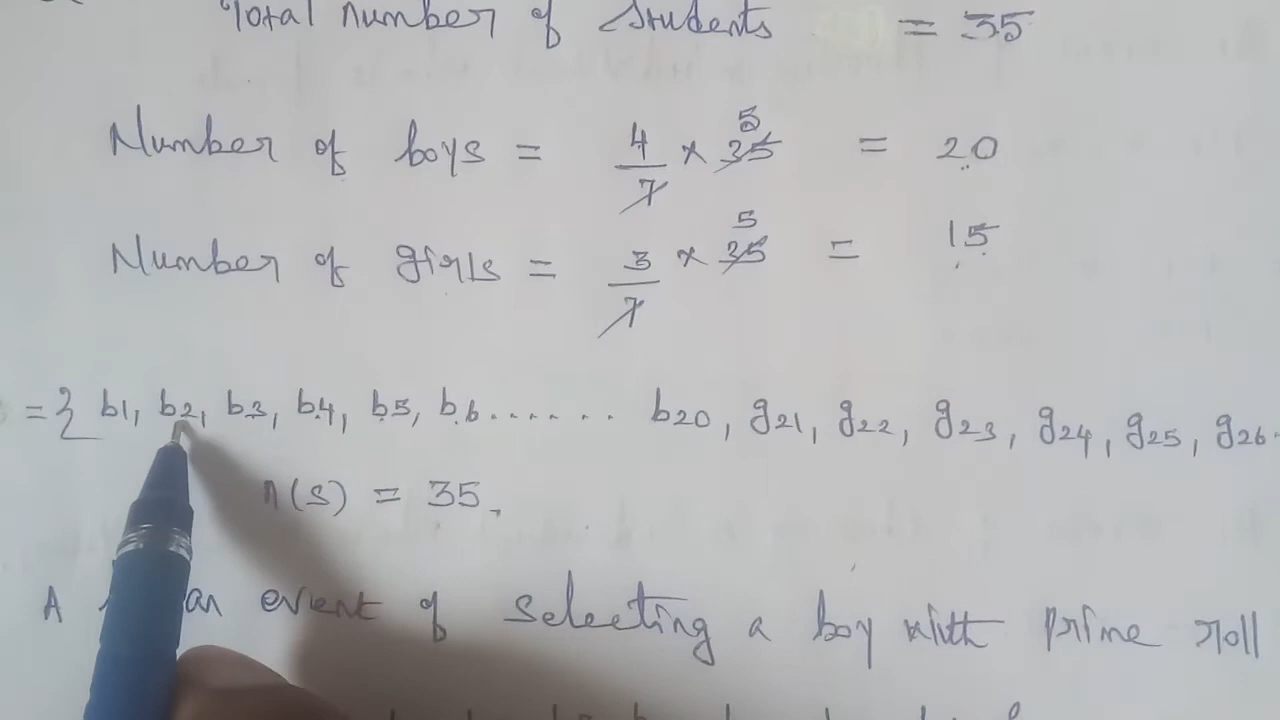 Total number of students = 35
Number of boys = 4/7 × 35 5 = 20
Number of girls = 3/7 × 35 5 = 15
= { b1, b2, b3, b4, b5, b6 ....... b20, g21, g22, g23, g24, g25, g26.
n(s) = 35.
A an event of selecting a boy with prime roll